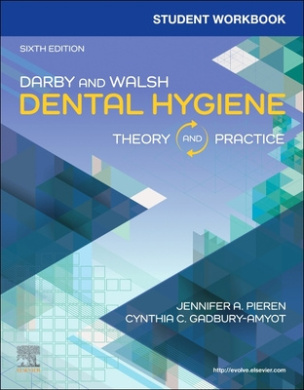 STUDENT WORKBOOK
SIXTH EDITION
DARBY AND WALSH
DENTAL HYGIENE
THEORY AND PRACTICE
JENNIFER A. PIEREN
CYNTHIA C. GADBURY-AMYOT
ELSEVIER
http://evolve.elsevier.com